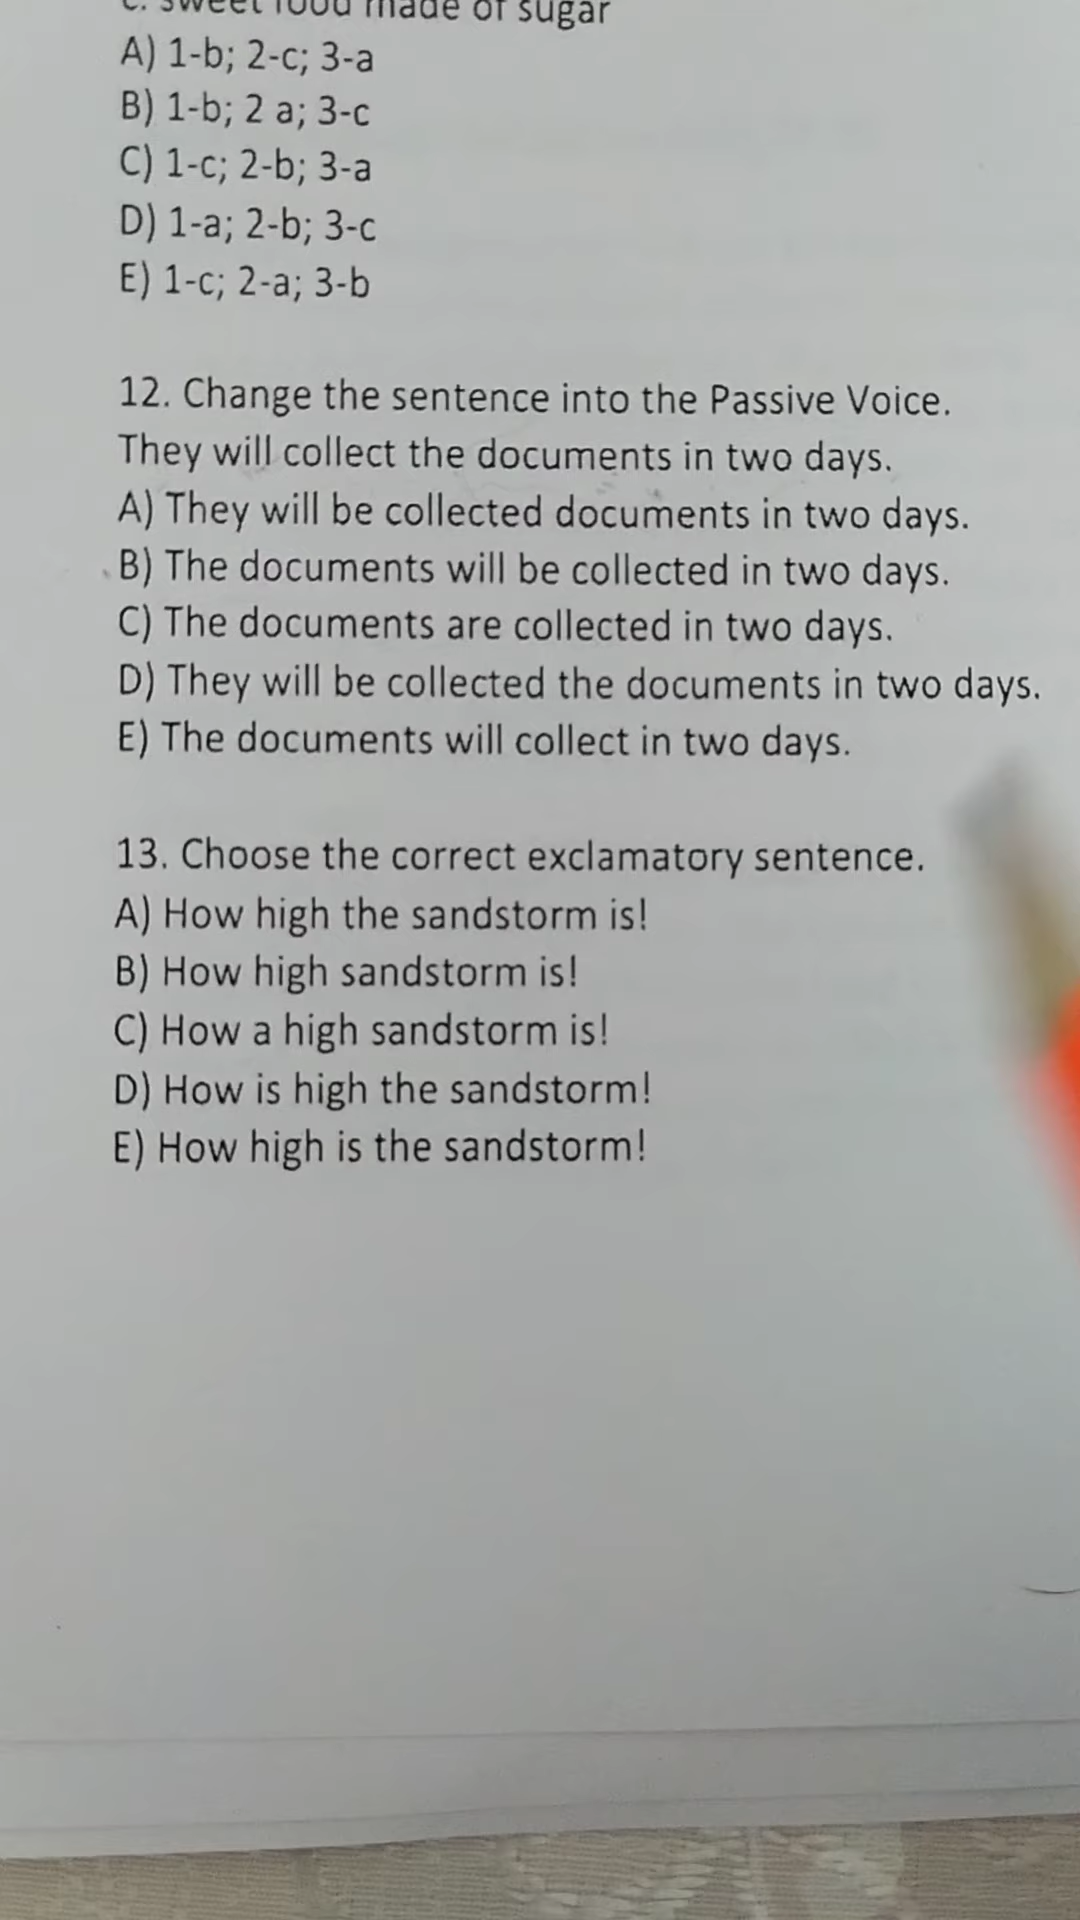 c. sweet food made of sugar
A) 1-b; 2-c; 3-a
B) 1-b; 2 a; 3-c
C) 1-c; 2-b; 3-a
D) 1-a; 2-b; 3-c
E) 1-c; 2-a; 3-b
12. Change the sentence into the Passive Voice.
They will collect the documents in two days.
A) They will be collected documents in two days.
B) The documents will be collected in two days.
C) The documents are collected in two days.
D) They will be collected the documents in two days.
E) The documents will collect in two days.
13. Choose the correct exclamatory sentence.
A) How high the sandstorm is!
B) How high sandstorm is!
C) How a high sandstorm is!
D) How is high the sandstorm!
E) How high is the sandstorm!